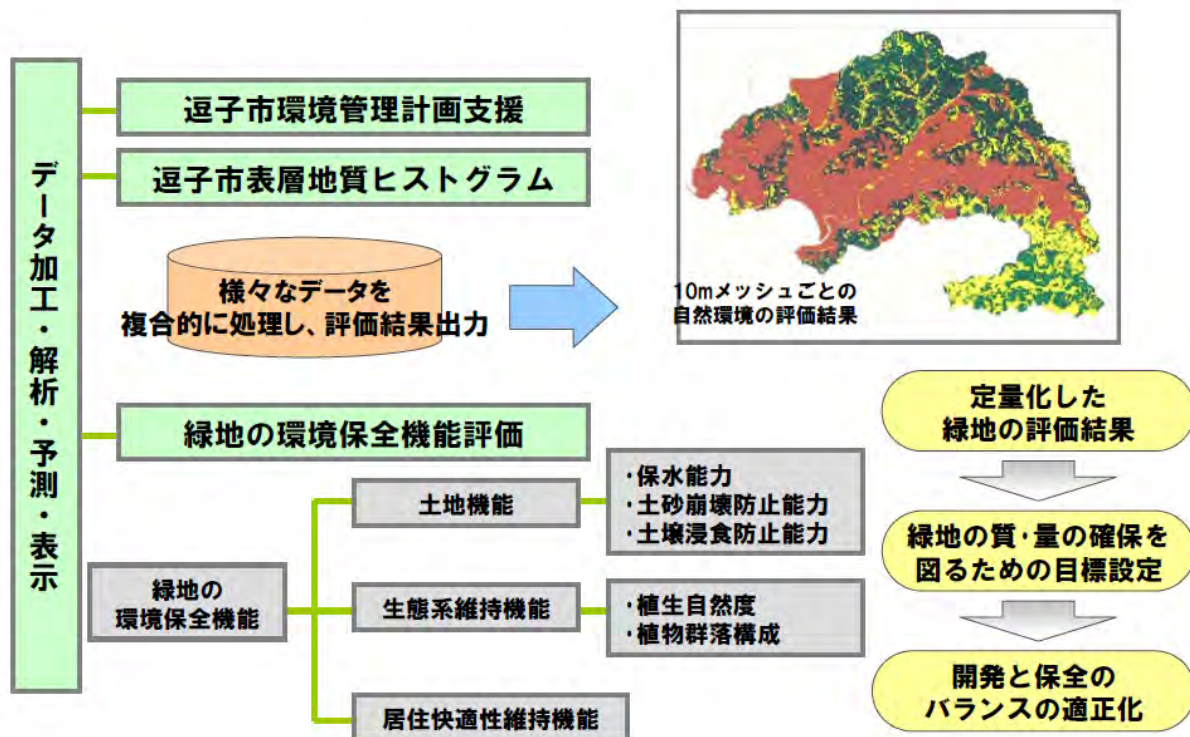 データ加工・解析・予測・表示
逗子市環境管理計画支援
逗子市表層地質ヒストグラム
様々なデータを
複合的に処理し、評価結果出力
10mメッシュごとの
自然環境の評価結果
緑地の環境保全機能評価
緑地の
環境保全機能
土地機能
・保水能力
・土砂崩壊防止能力
・土壌浸食防止能力
生態系維持機能
・植生自然度
・植物群落構成
居住快適性維持機能
定量化した
緑地の評価結果
緑地の質・量の確保を
図るための目標設定
開発と保全の
バランスの適正化